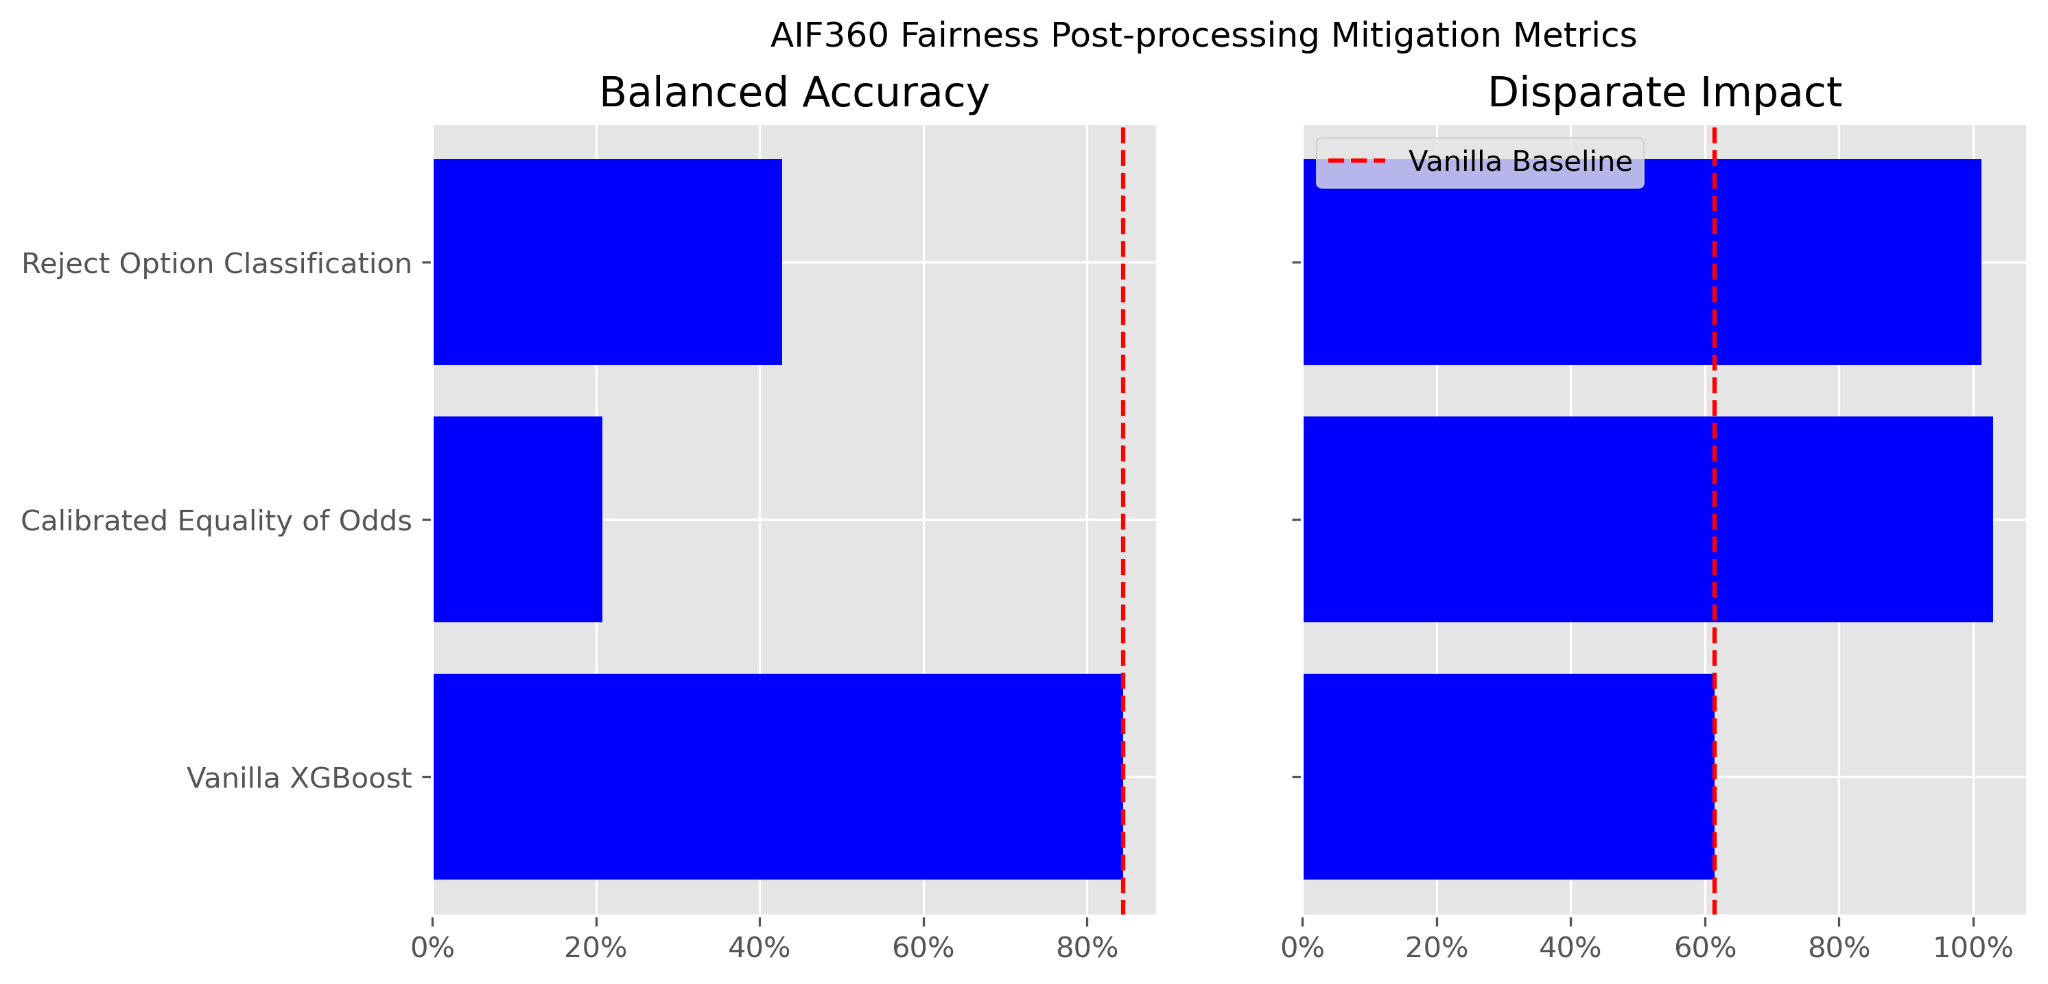 AIF360 Fairness Post-processing Mitigation Metrics
Balanced Accuracy
Disparate Impact
Vanilla Baseline
Reject Option Classification
Calibrated Equality of Odds
Vanilla XGBoost
0% 20% 40% 60% 80%
0% 20% 40% 60% 80% 100%